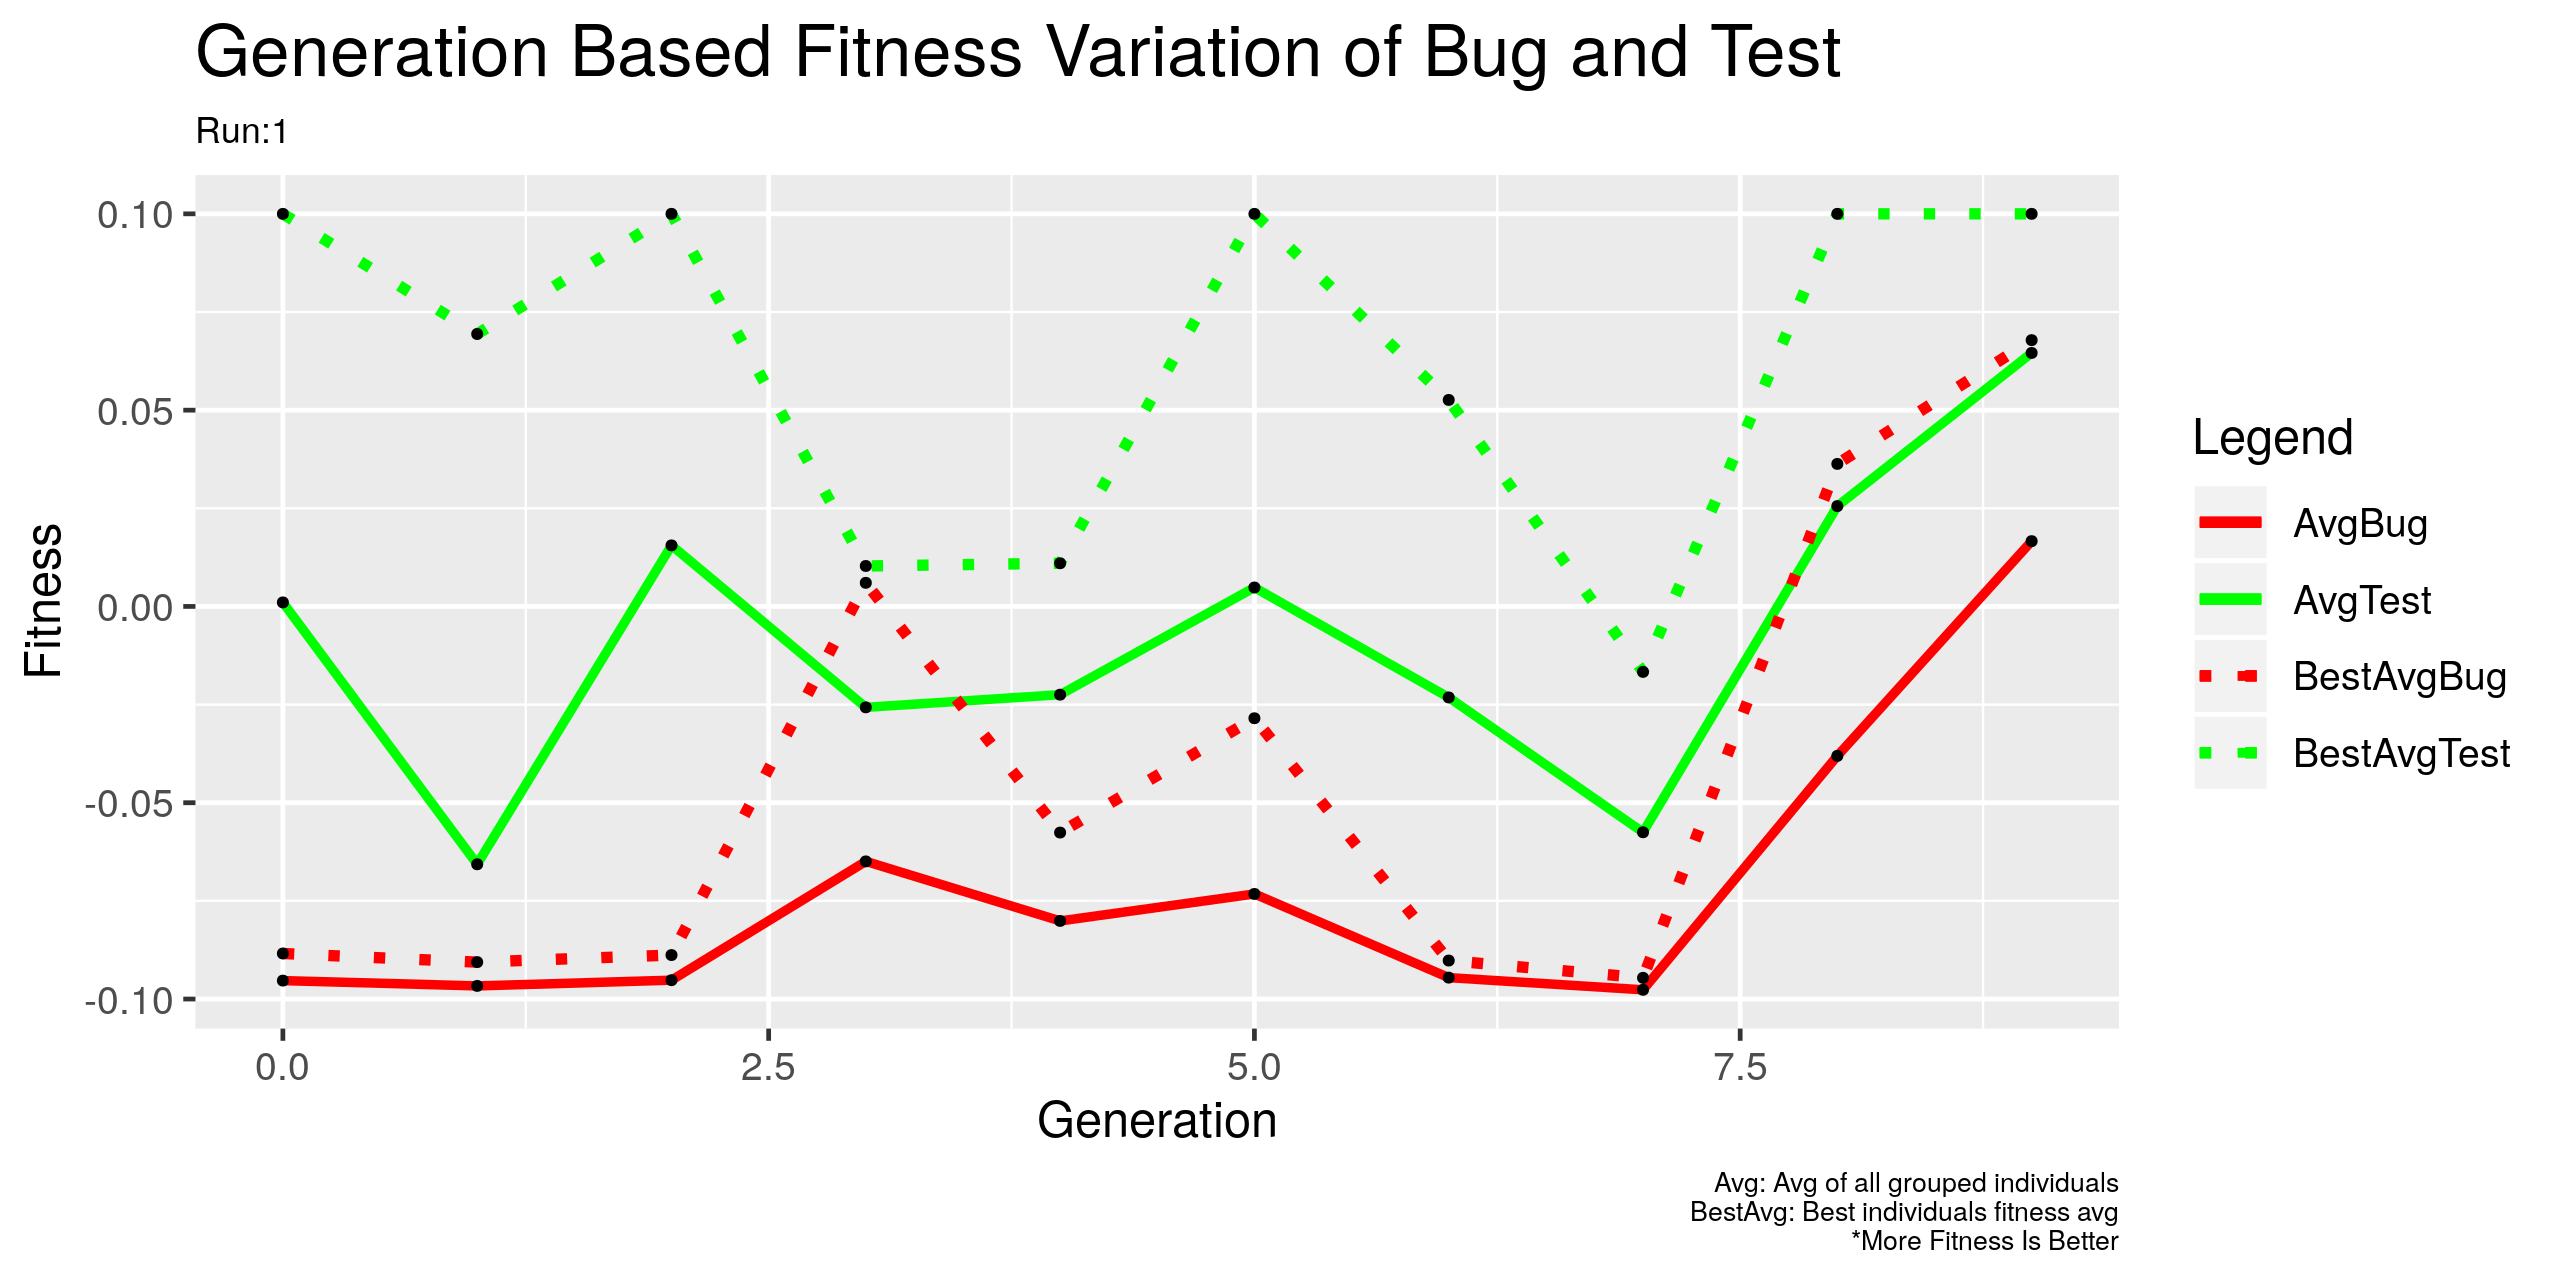 Generation Based Fitness Variation of Bug and Test
Run:1
0.10
0.05
0.00
-0.05
-0.10
Fitness
0.0
2.5
5.0
7.5
Generation
Legend
AvgBug
AvgTest
BestAvgBug
BestAvgTest
Avg: Avg of all grouped individuals
BestAvg: Best individuals fitness avg
*More Fitness Is Better